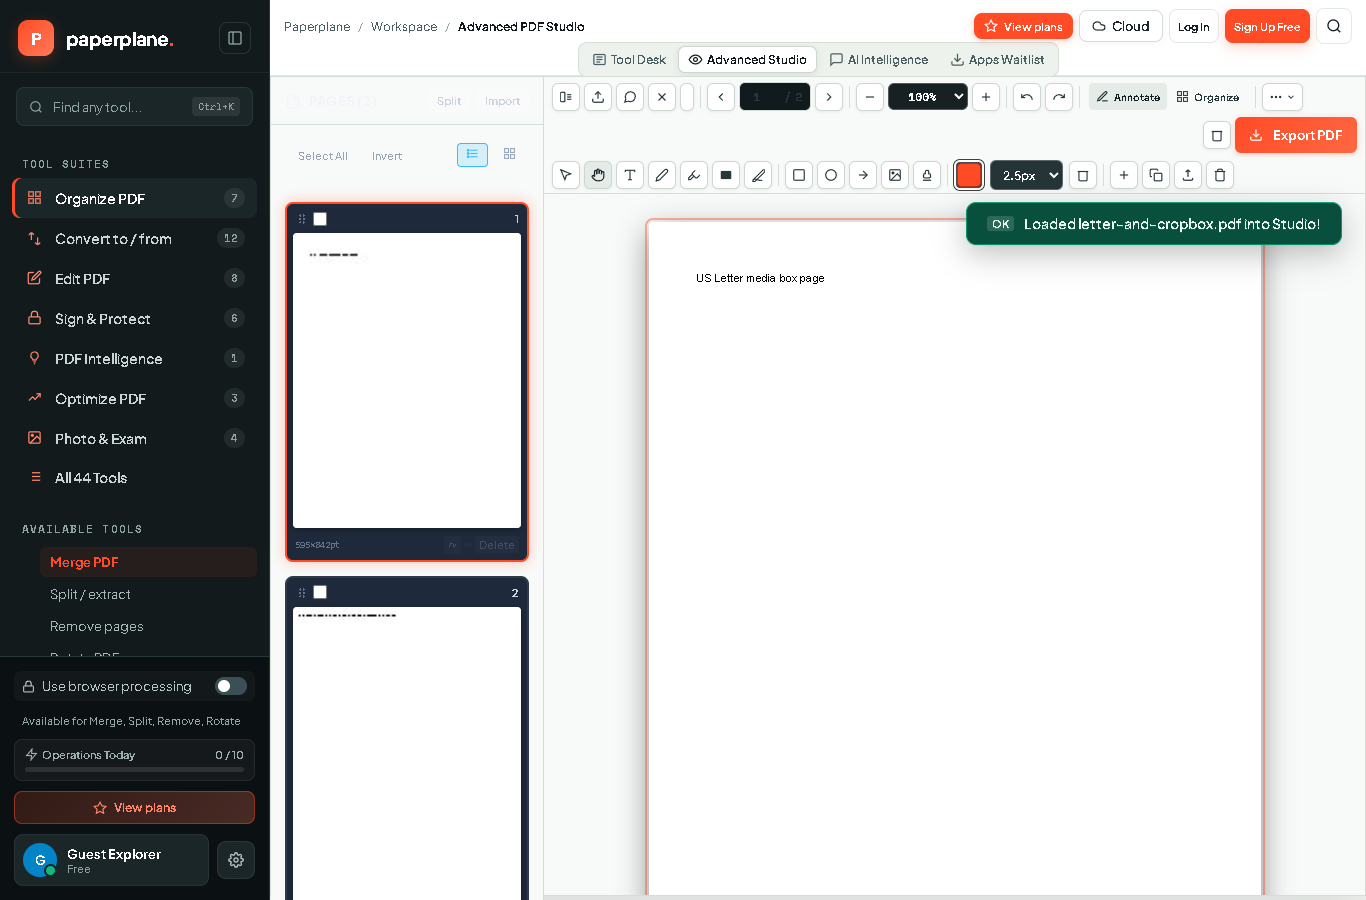 P paperplane.
Find any tool... Ctrl+K
TOOL SUITES
Organize PDF 7
Convert to / from 12
Edit PDF 8
Sign & Protect 6
PDF Intelligence 1
Optimize PDF 3
Photo & Exam 4
All 44 Tools
AVAILABLE TOOLS
Merge PDF
Split / extract
Remove pages
Rotate PDF
Use browser processing
Available for Merge, Split, Remove, Rotate
Operations Today 0 / 10
View plans
G Guest Explorer
Free
Paperplane / Workspace / Advanced PDF Studio
View plans Cloud Log In Sign Up Free
Tool Desk Advanced Studio AI Intelligence Apps Waitlist
PAGES (2) Split Import
Select All Invert
1
595×842pt Delete
2
1 / 2 100% Annotate Organize
Export PDF
2.5px
OK Loaded letter-and-cropbox.pdf into Studio!
US Letter media box page